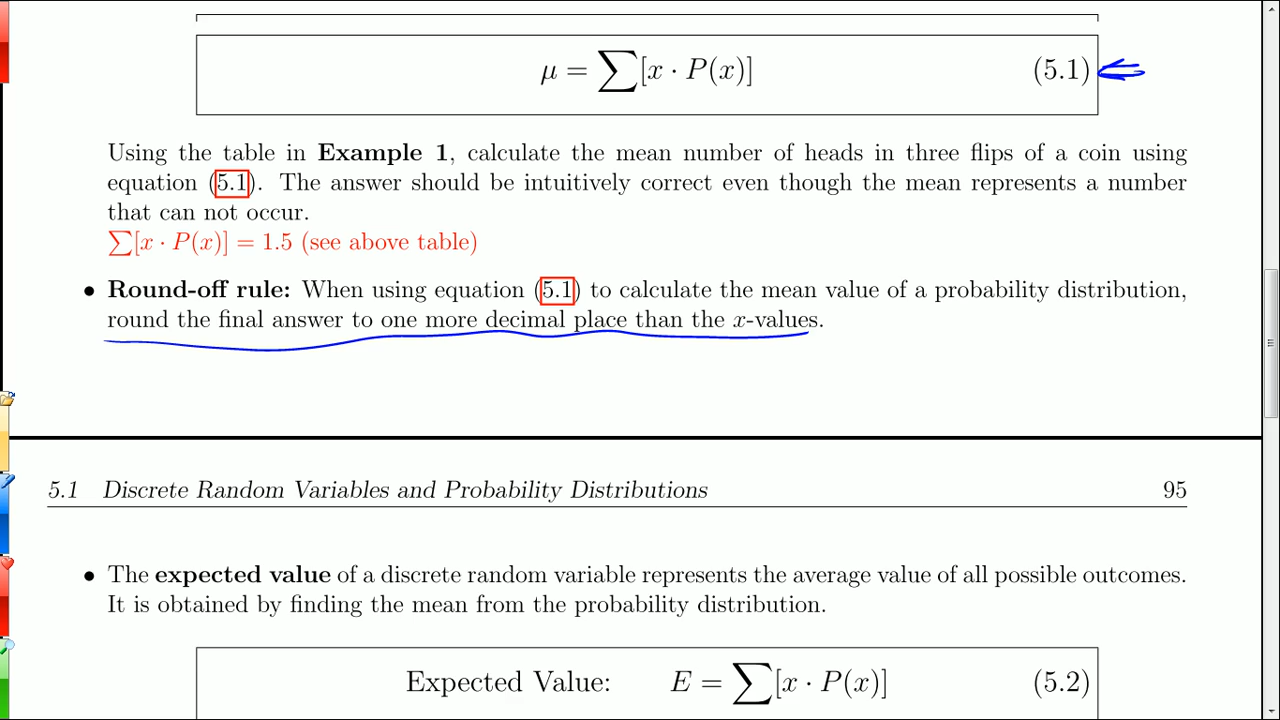 μ = ∑[x · P(x)] (5.1)
Using the table in Example 1, calculate the mean number of heads in three flips of a coin using
equation (5.1). The answer should be intuitively correct even though the mean represents a number
that can not occur.
∑[x · P(x)] = 1.5 (see above table)
• Round-off rule: When using equation (5.1) to calculate the mean value of a probability distribution,
round the final answer to one more decimal place than the x-values.
5.1 Discrete Random Variables and Probability Distributions 95
• The expected value of a discrete random variable represents the average value of all possible outcomes.
It is obtained by finding the mean from the probability distribution.
Expected Value: E = ∑[x · P(x)] (5.2)